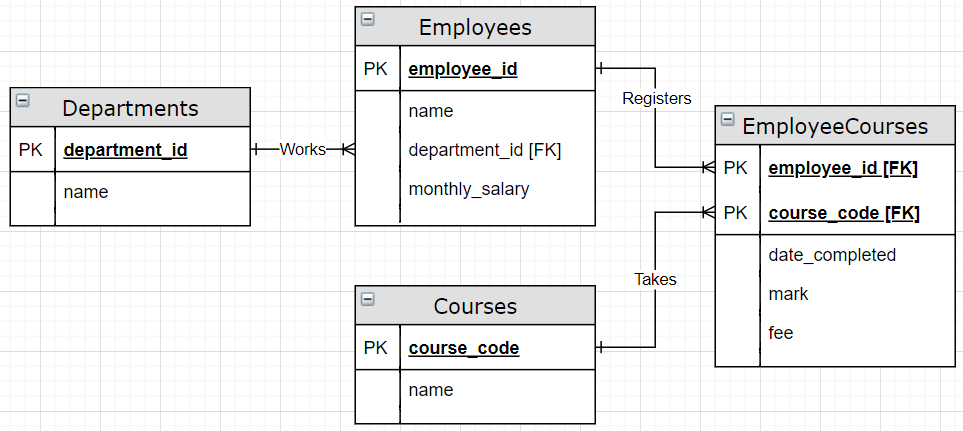 Departments
PK department_id
name
Works
Employees
PK employee_id
name
department_id [FK]
monthly_salary
Registers
Takes
Courses
PK course_code
name
EmployeeCourses
PK employee_id [FK]
PK course_code [FK]
date_completed
mark
fee